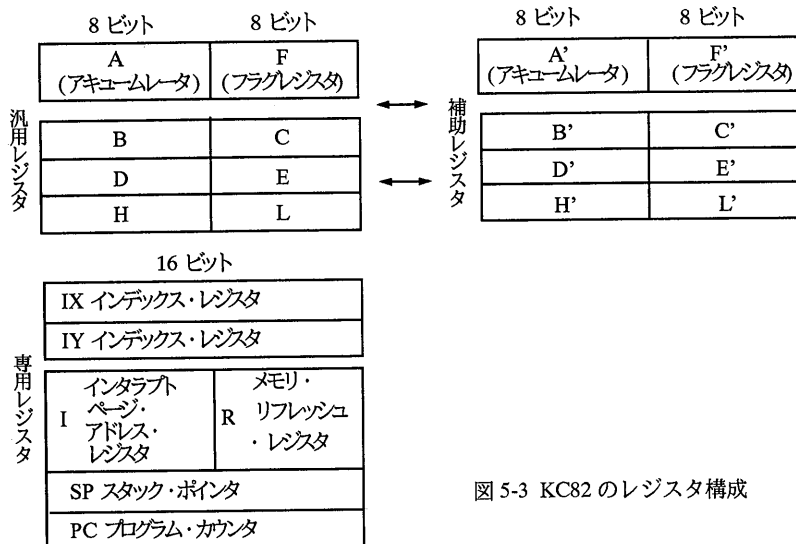 8 ビット 8 ビット
A
(アキュームレータ)
F
(フラグレジスタ)
汎用レジスタ
B C
D E
H L
8 ビット 8 ビット
A’
(アキュームレータ)
F’
(フラグレジスタ)
補助レジスタ
B’ C’
D’ E’
H’ L’
16 ビット
IX インデックス・レジスタ
IY インデックス・レジスタ
専用レジスタ
I
インタラプト
ページ・
アドレス・
レジスタ
R
メモリ・
リフレッシュ
・レジスタ
SP スタック・ポインタ
PC プログラム・カウンタ
図 5-3 KC82 のレジスタ構成